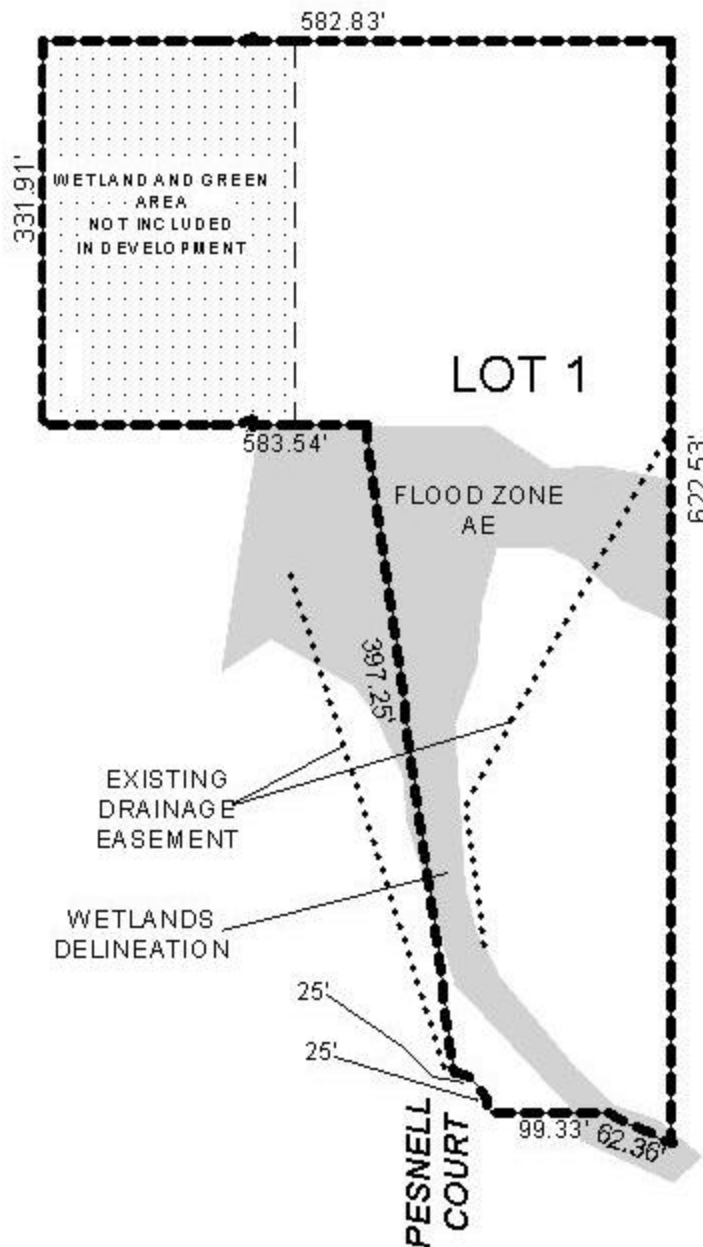 582.83'
331.91'
WETLAND AND GREEN
AREA
NOT INCLUDED
IN DEVELOPMENT
LOT 1
583.54'
622.53'
FLOOD ZONE
AE
397.25'
EXISTING
DRAINAGE
EASEMENT
WETLANDS
DELINEATION
25'
25'
PESNELL
COURT
99.33'
62.36'